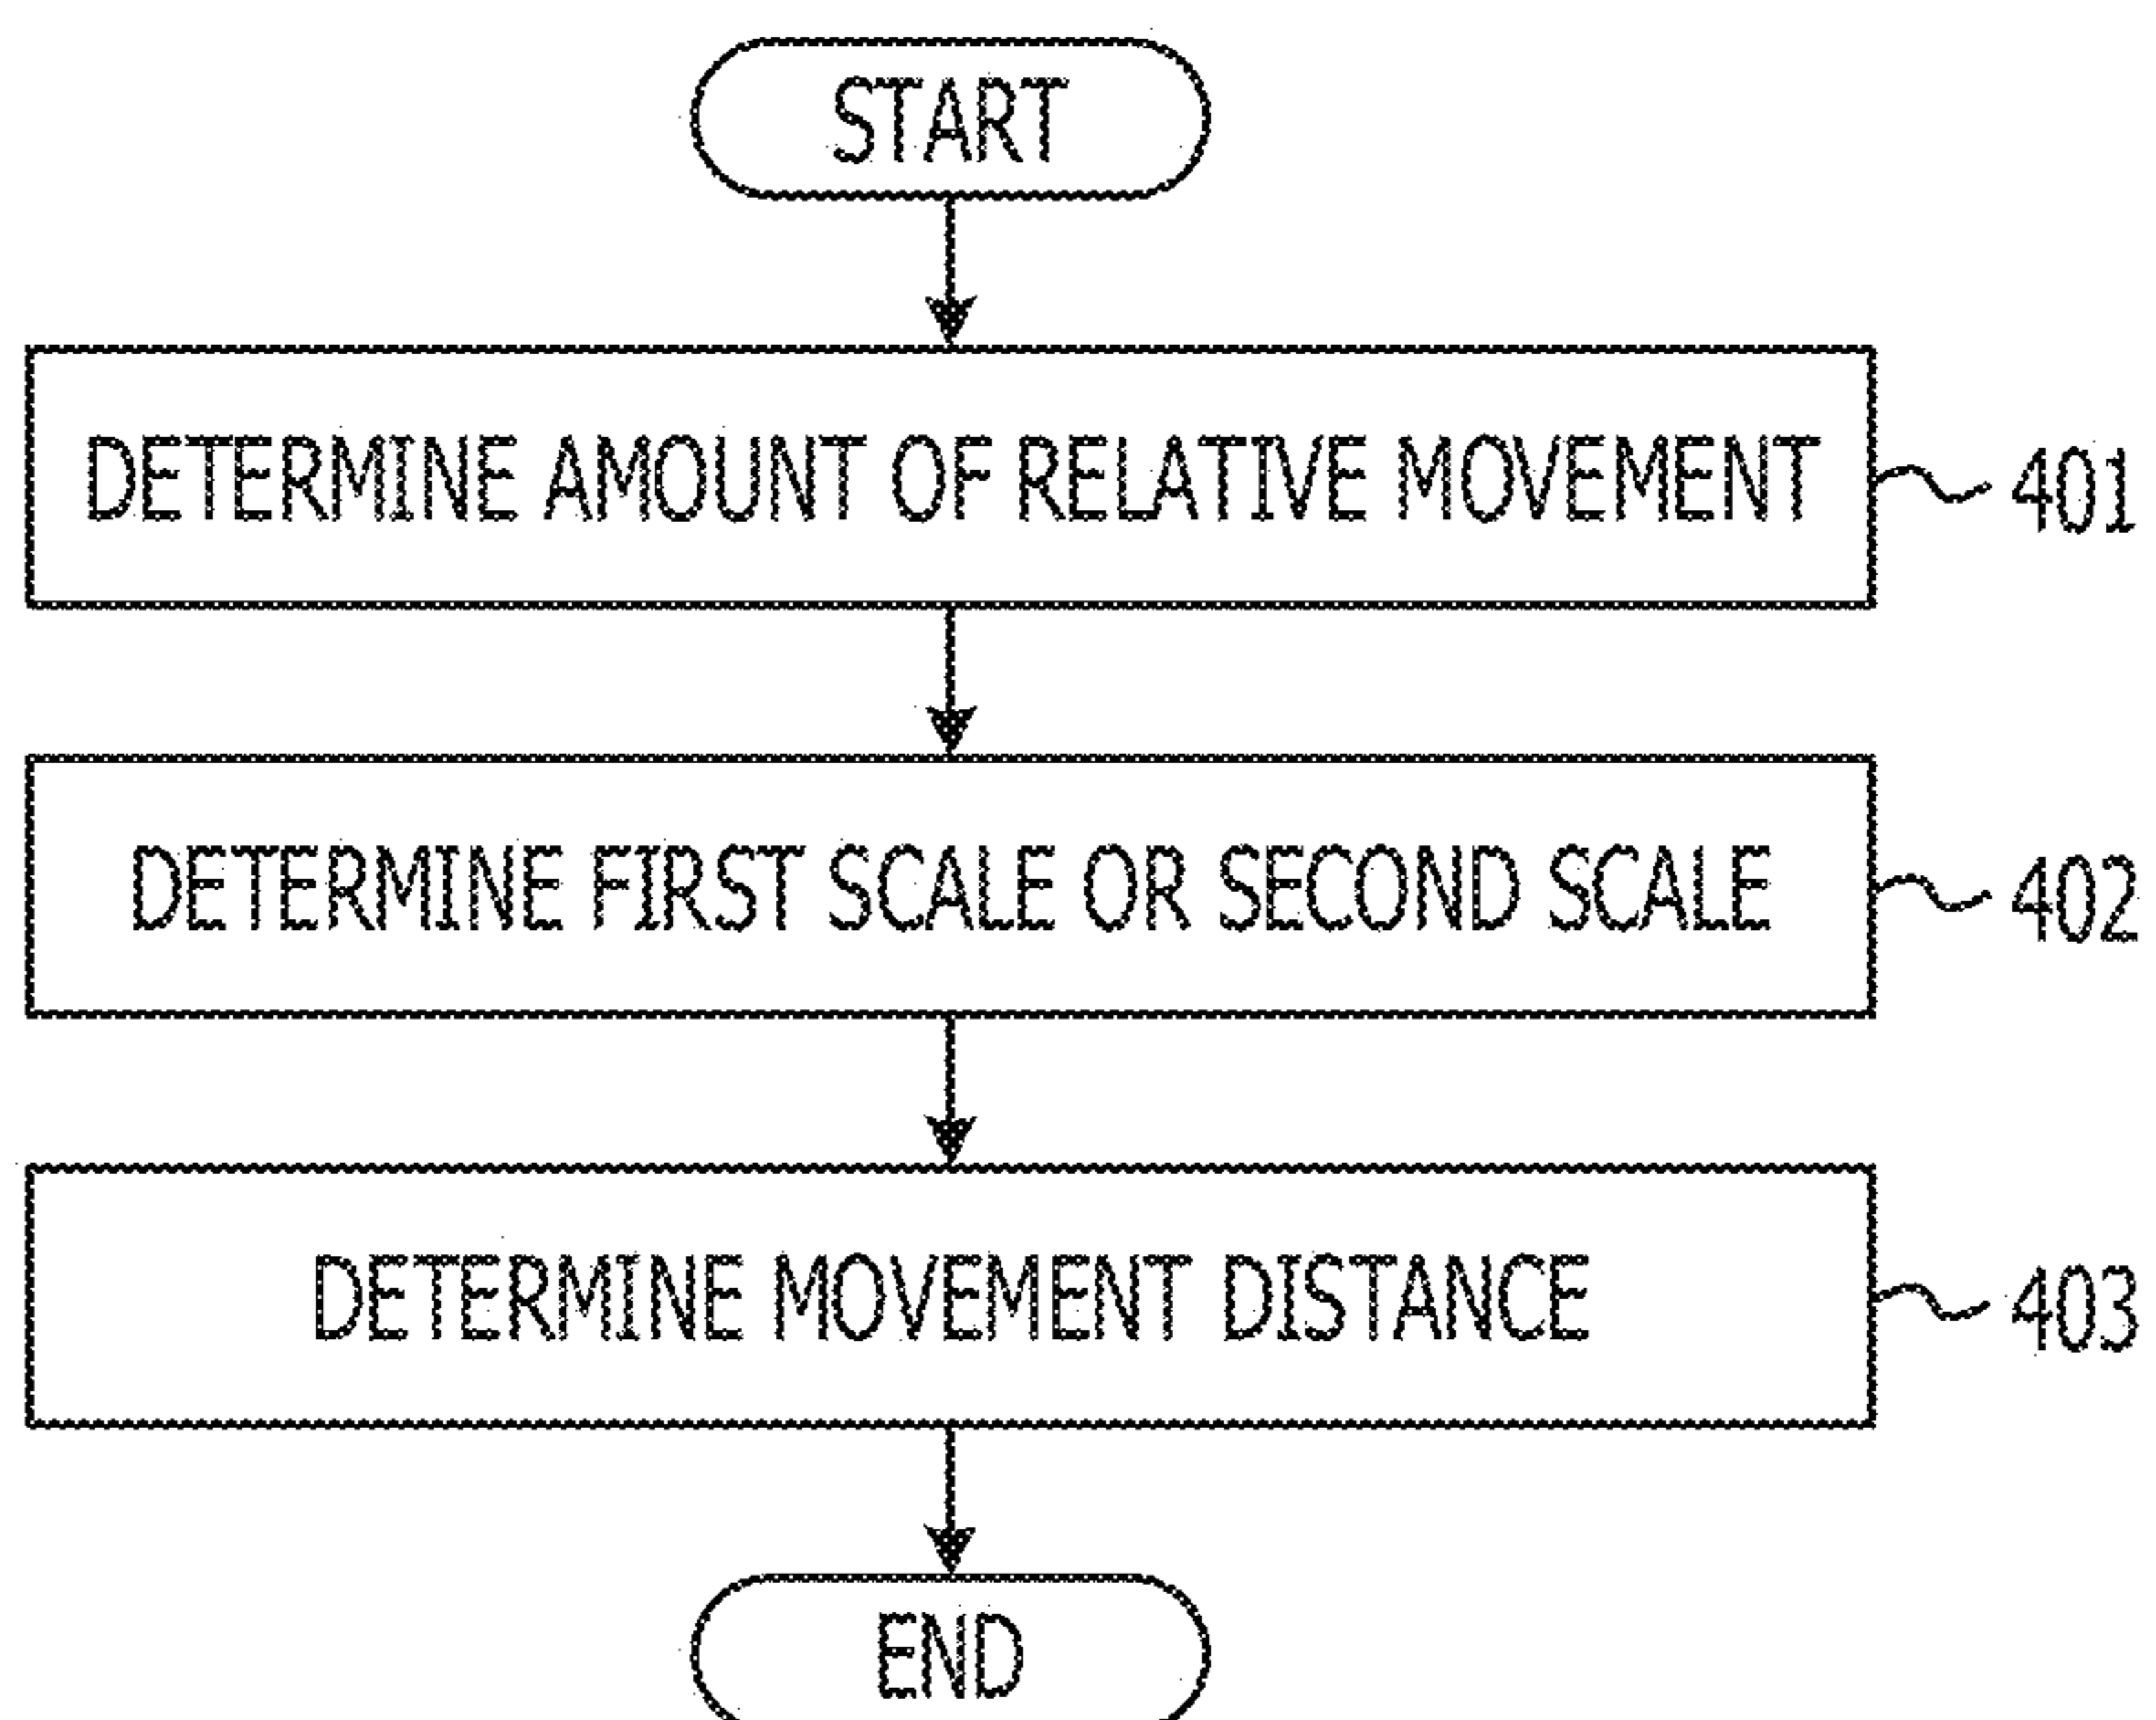 START
DETERMINE AMOUNT OF RELATIVE MOVEMENT
401
DETERMINE FIRST SCALE OR SECOND SCALE
402
DETERMINE MOVEMENT DISTANCE
403
END